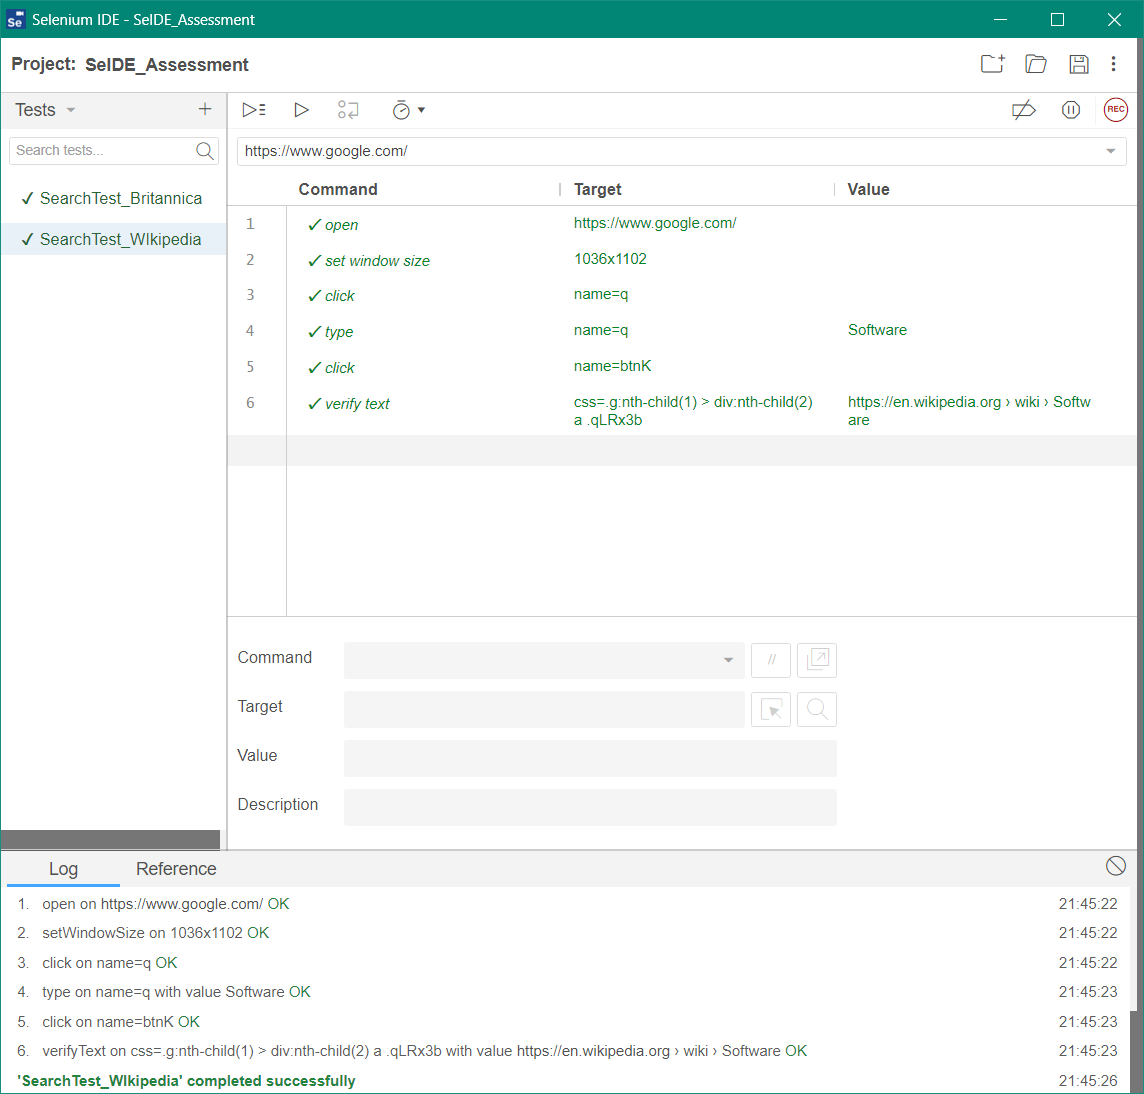 Selenium IDE - SeIDE_Assessment
Project: SeIDE_Assessment
Tests
Search tests...
✓ SearchTest_Britannica
✓ SearchTest_WIkipedia
REC
https://www.google.com/
Command Target Value
1 ✓ open https://www.google.com/
2 ✓ set window size 1036x1102
3 ✓ click name=q
4 ✓ type name=q Software
5 ✓ click name=btnK
6 ✓ verify text css=.g:nth-child(1) > div:nth-child(2) https://en.wikipedia.org › wiki › Softw
a .qLRx3b are
Command //
Target
Value
Description
Log Reference
1. open on https://www.google.com/ OK 21:45:22
2. setWindowSize on 1036x1102 OK 21:45:22
3. click on name=q OK 21:45:22
4. type on name=q with value Software OK 21:45:23
5. click on name=btnK OK 21:45:23
6. verifyText on css=.g:nth-child(1) > div:nth-child(2) a .qLRx3b with value https://en.wikipedia.org › wiki › Software OK 21:45:23
'SearchTest_WIkipedia' completed successfully 21:45:26